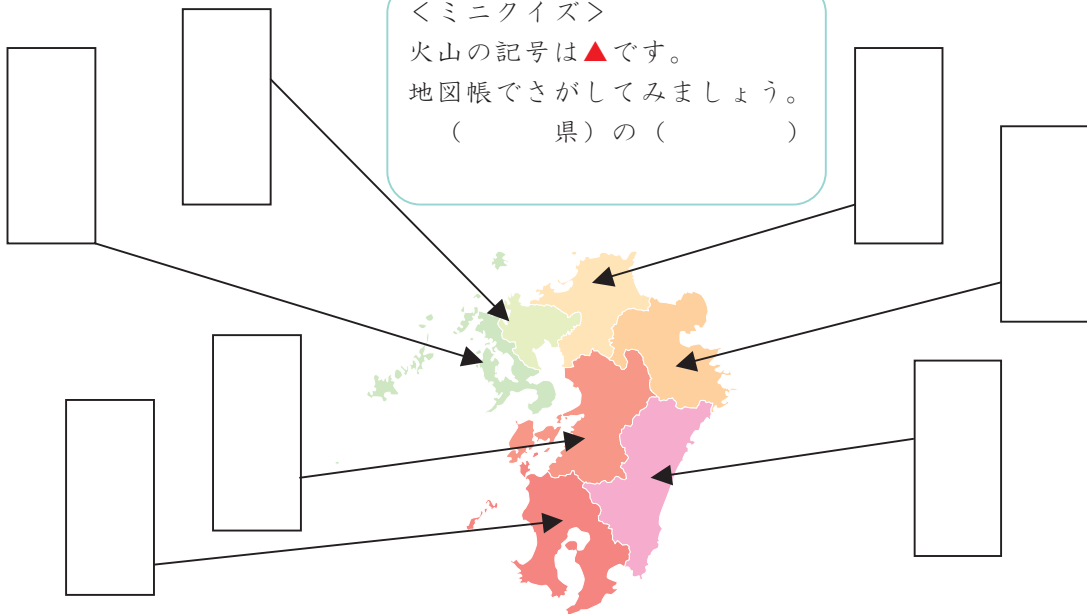 ＜ミニクイズ＞
火山の記号は▲です。
地図帳でさがしてみましょう。
（　　　県）の（　　　　）